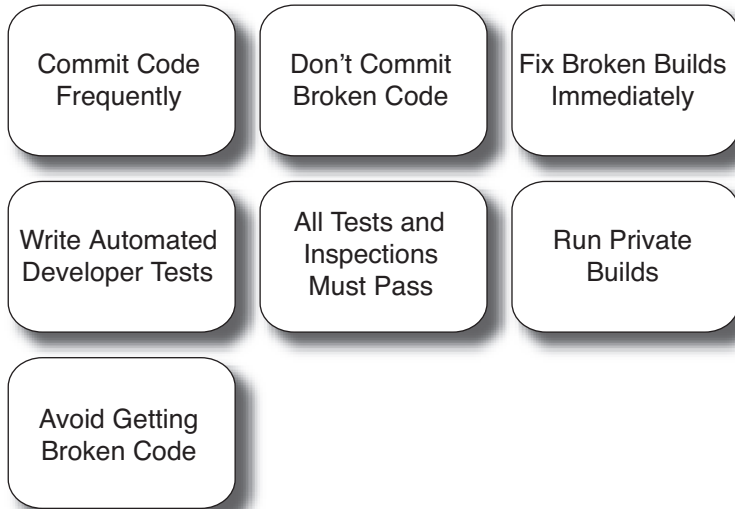 Commit Code
Frequently
Don’t Commit
Broken Code
Fix Broken Builds
Immediately
Write Automated
Developer Tests
All Tests and
Inspections
Must Pass
Run Private
Builds
Avoid Getting
Broken Code